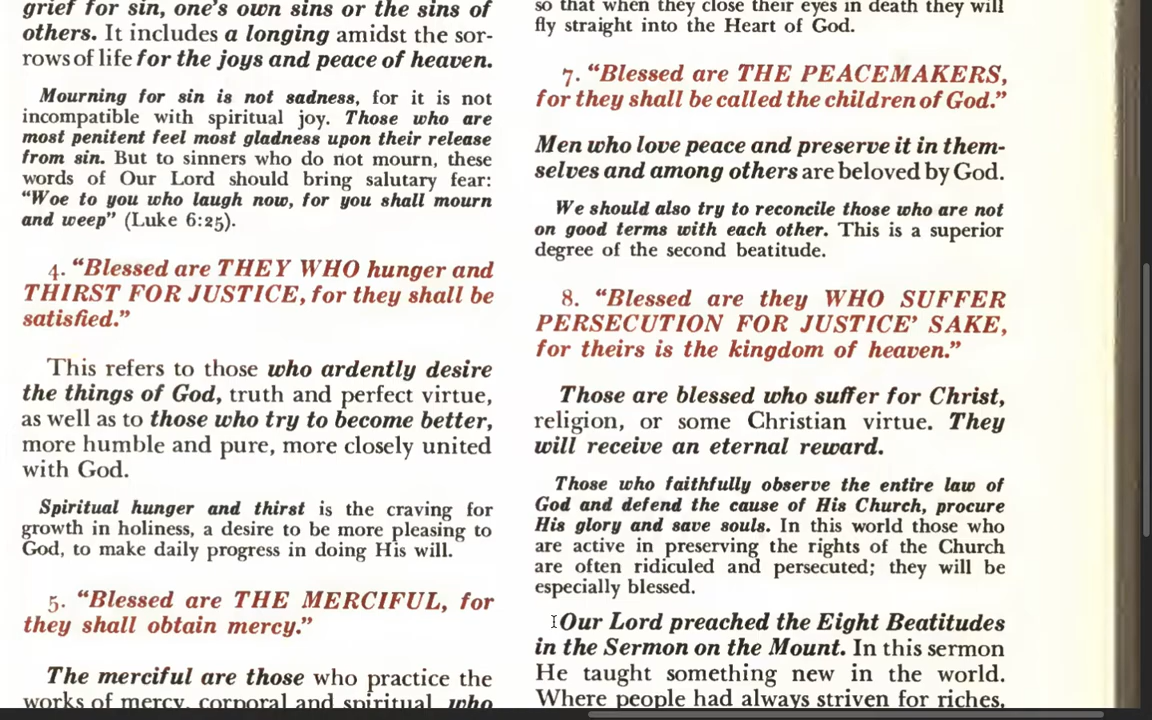 grief for sin, one's own sins or the sins of
others. It includes a longing amidst the sor-
rows of life for the joys and peace of heaven.
Mourning for sin is not sadness, for it is not
incompatible with spiritual joy. Those who are
most penitent feel most gladness upon their release
from sin. But to sinners who do not mourn, these
words of Our Lord should bring salutary fear:
“Woe to you who laugh now, for you shall mourn
and weep” (Luke 6:25).
4. “Blessed are THEY WHO hunger and
THIRST FOR JUSTICE, for they shall be
satisfied.”
This refers to those who ardently desire
the things of God, truth and perfect virtue,
as well as to those who try to become better,
more humble and pure, more closely united
with God.
Spiritual hunger and thirst is the craving for
growth in holiness, a desire to be more pleasing to
God, to make daily progress in doing His will.
5. “Blessed are THE MERCIFUL, for
they shall obtain mercy.”
The merciful are those who practice the
works of mercy, corporal and spiritual, who
so that when they close their eyes in death they will
fly straight into the Heart of God.
7. “Blessed are THE PEACEMAKERS,
for they shall be called the children of God.”
Men who love peace and preserve it in them-
selves and among others are beloved by God.
We should also try to reconcile those who are not
on good terms with each other. This is a superior
degree of the second beatitude.
8. “Blessed are they WHO SUFFER
PERSECUTION FOR JUSTICE’ SAKE,
for theirs is the kingdom of heaven.”
Those are blessed who suffer for Christ,
religion, or some Christian virtue. They
will receive an eternal reward.
Those who faithfully observe the entire law of
God and defend the cause of His Church, procure
His glory and save souls. In this world those who
are active in preserving the rights of the Church
are often ridiculed and persecuted; they will be
especially blessed.
Our Lord preached the Eight Beatitudes
in the Sermon on the Mount. In this sermon
He taught something new in the world.
Where people had always striven for riches,